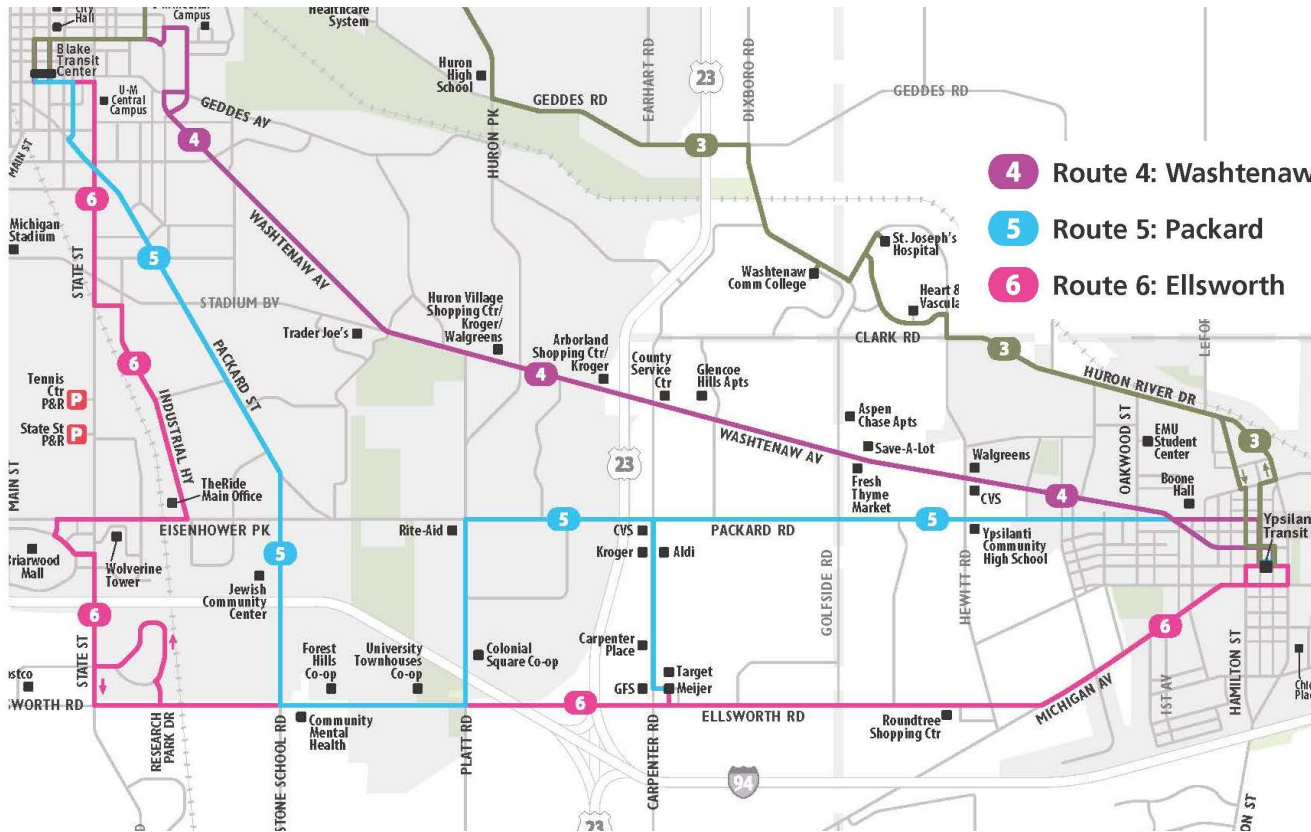 City
Hall
Campus
Healthcare
System
Blake
Transit
Center
U-M
Central
Campus
GEDDES AV
4
Huron
High
School
HURON PK
GEDDES RD
EARHART RD
23
DIXBORO RD
GEDDES RD
3
MAIN ST
6
4 Route 4: Washtenaw
5 Route 5: Packard
6 Route 6: Ellsworth
Michigan
Stadium
STATE ST
5
WASHTENAW AV
STADIUM BV
Trader Joe's
Huron Village
Shopping Ctr/
Kroger/
Walgreens
Washtenaw
Comm College
St. Joseph's
Hospital
Heart &
CLARK RD
3
HURON RIVER DR
6
PACKARD ST
INDUSTRIAL HY
Tennis
Ctr
P&R
P
State St
P&R
P
4
Arborland
Shopping Ctr/
Kroger
County
Service
Ctr
Glencoe
Hills Apts
23
WASHTENAW AV
Aspen
Chase Apts
Save-A-Lot
Fresh
Thyme
Market
Walgreens
CVS
4
OAKWOOD ST
EMU
Student
Center
Boone
Hall
3
MAIN ST
TheRide
Main Office
EISENHOWER PK
Rite-Aid
5
CVS
Kroger
Aldi
PACKARD RD
5
Ypsilanti
Community
High School
Transit
Briarwood
Mall
Wolverine
Tower
Jewish
Community
Center
5
6
STATE ST
GOLFSIDE RD
HEWITT RD
6
Forest
Hills
Co-op
University
Townhouses
Co-op
Colonial
Square Co-op
Carpenter
Place
Target
GFS
Meijer
6
ELLSWORTH RD
Roundtree
Shopping Ctr
MICHIGAN AV
1ST AV
HAMILTON ST
RESEARCH
PARK DR
STONE SCHOOL RD
Community
Mental
Health
PLATT RD
CARPENTER RD
94
23